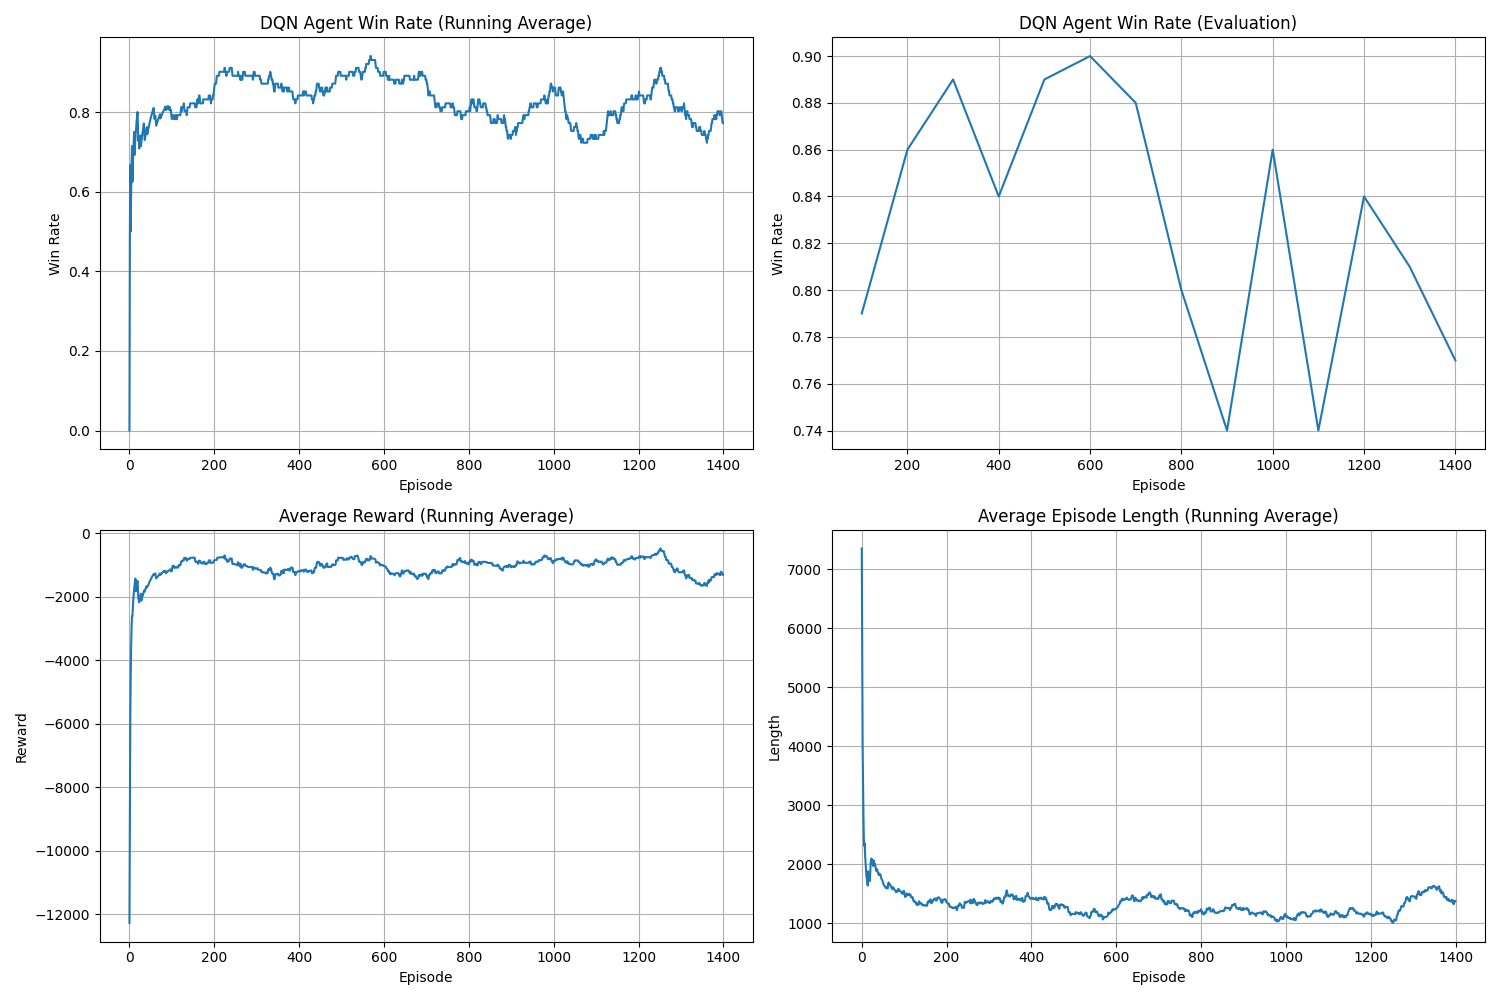 DQN Agent Win Rate (Running Average)
Win Rate
0.8
0.6
0.4
0.2
0.0
0 200 400 600 800 1000 1200 1400
Episode
DQN Agent Win Rate (Evaluation)
Win Rate
0.90
0.88
0.86
0.84
0.82
0.80
0.78
0.76
0.74
200 400 600 800 1000 1200 1400
Episode
Average Reward (Running Average)
Reward
0
−2000
−4000
−6000
−8000
−10000
−12000
0 200 400 600 800 1000 1200 1400
Episode
Average Episode Length (Running Average)
Length
7000
6000
5000
4000
3000
2000
1000
0 200 400 600 800 1000 1200 1400
Episode